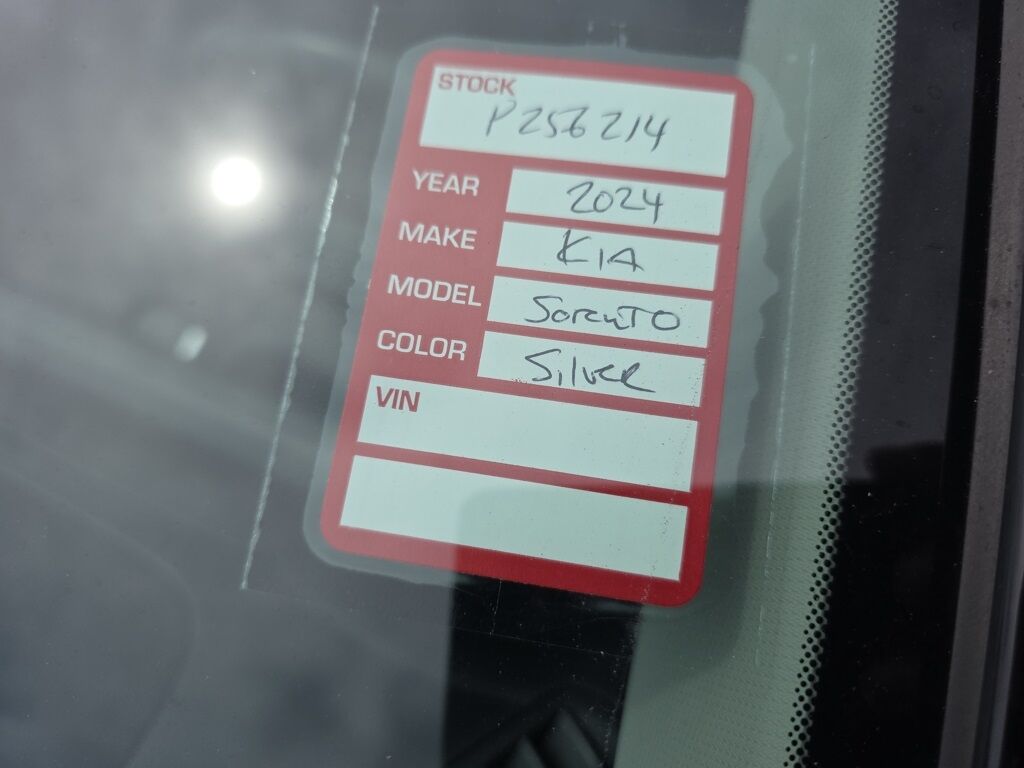 STOCK
P256214
YEAR 2024
MAKE KIA
MODEL Sorento
COLOR Silver
VIN